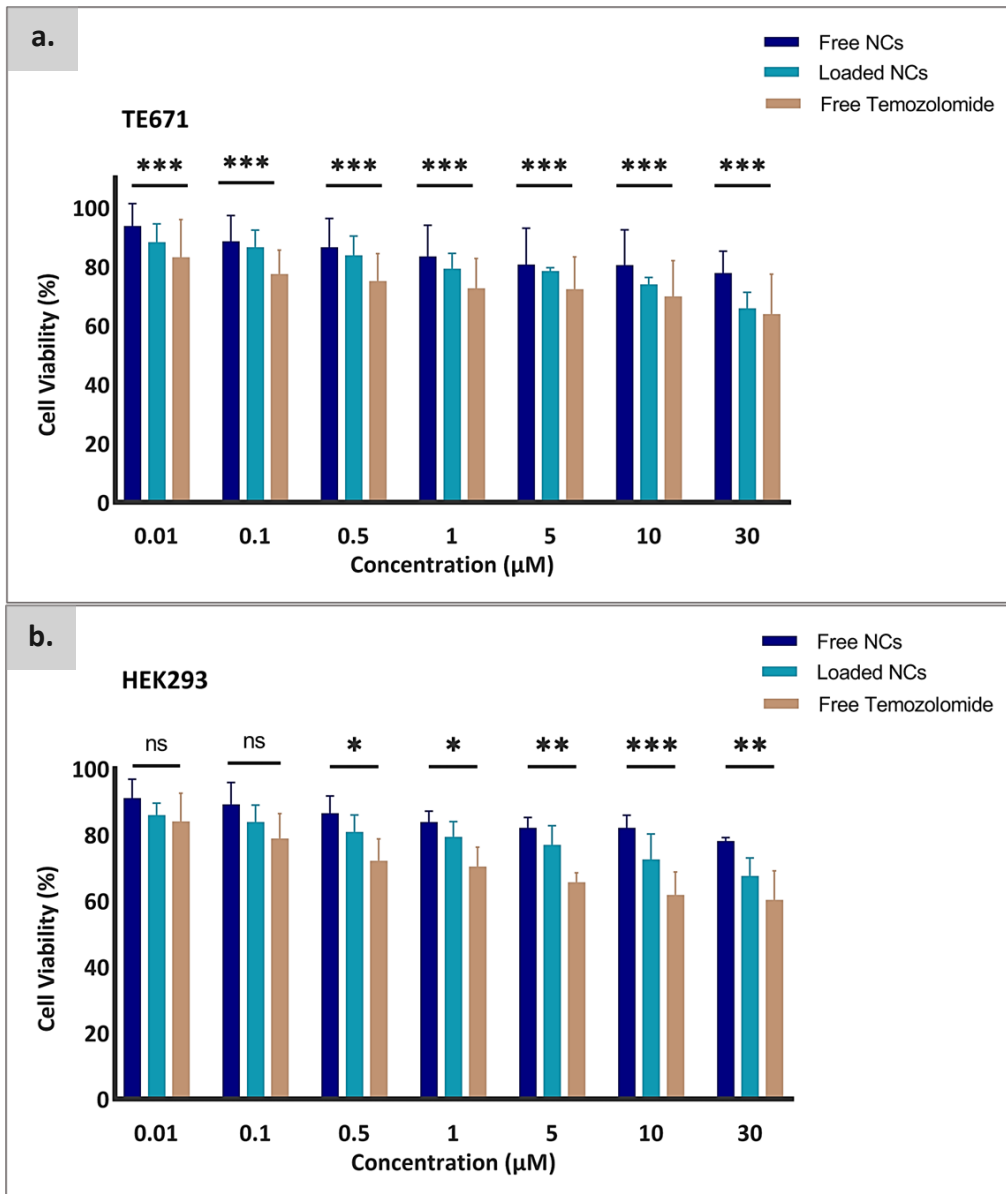 a.
Free NCs
Loaded NCs
Free Temozolomide
TE671
*** *** *** *** *** *** ***
100
80
60
40
20
0
Cell Viability (%)
0.01 0.1 0.5 1 5 10 30
Concentration (µM)
b.
Free NCs
Loaded NCs
Free Temozolomide
HEK293
ns ns * * ** *** **
100
80
60
40
20
0
Cell Viability (%)
0.01 0.1 0.5 1 5 10 30
Concentration (µM)